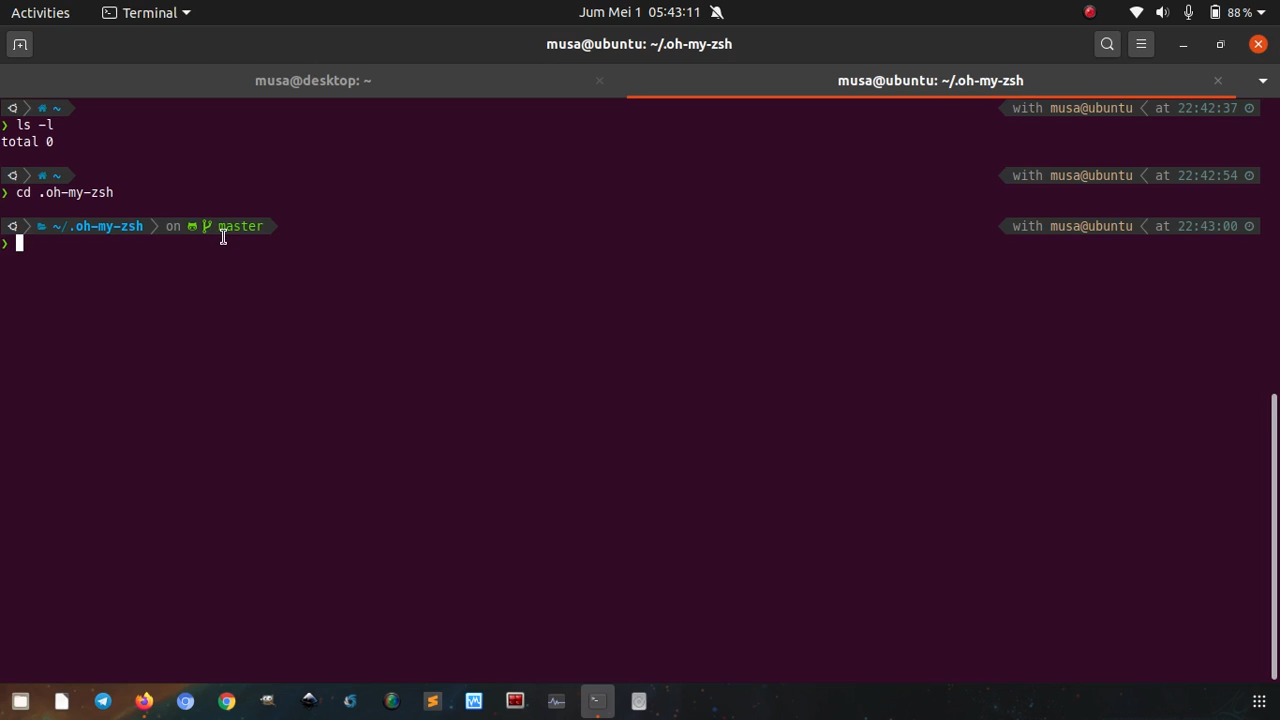 Activities Terminal Jum Mei 1 05:43:11 88 %
musa@ubuntu: ~/.oh-my-zsh
musa@desktop: ~ musa@ubuntu: ~/.oh-my-zsh
~ with musa@ubuntu at 22:42:37
❯ ls -l
total 0
~ with musa@ubuntu at 22:42:54
❯ cd .oh-my-zsh
~/.oh-my-zsh on master with musa@ubuntu at 22:43:00
❯